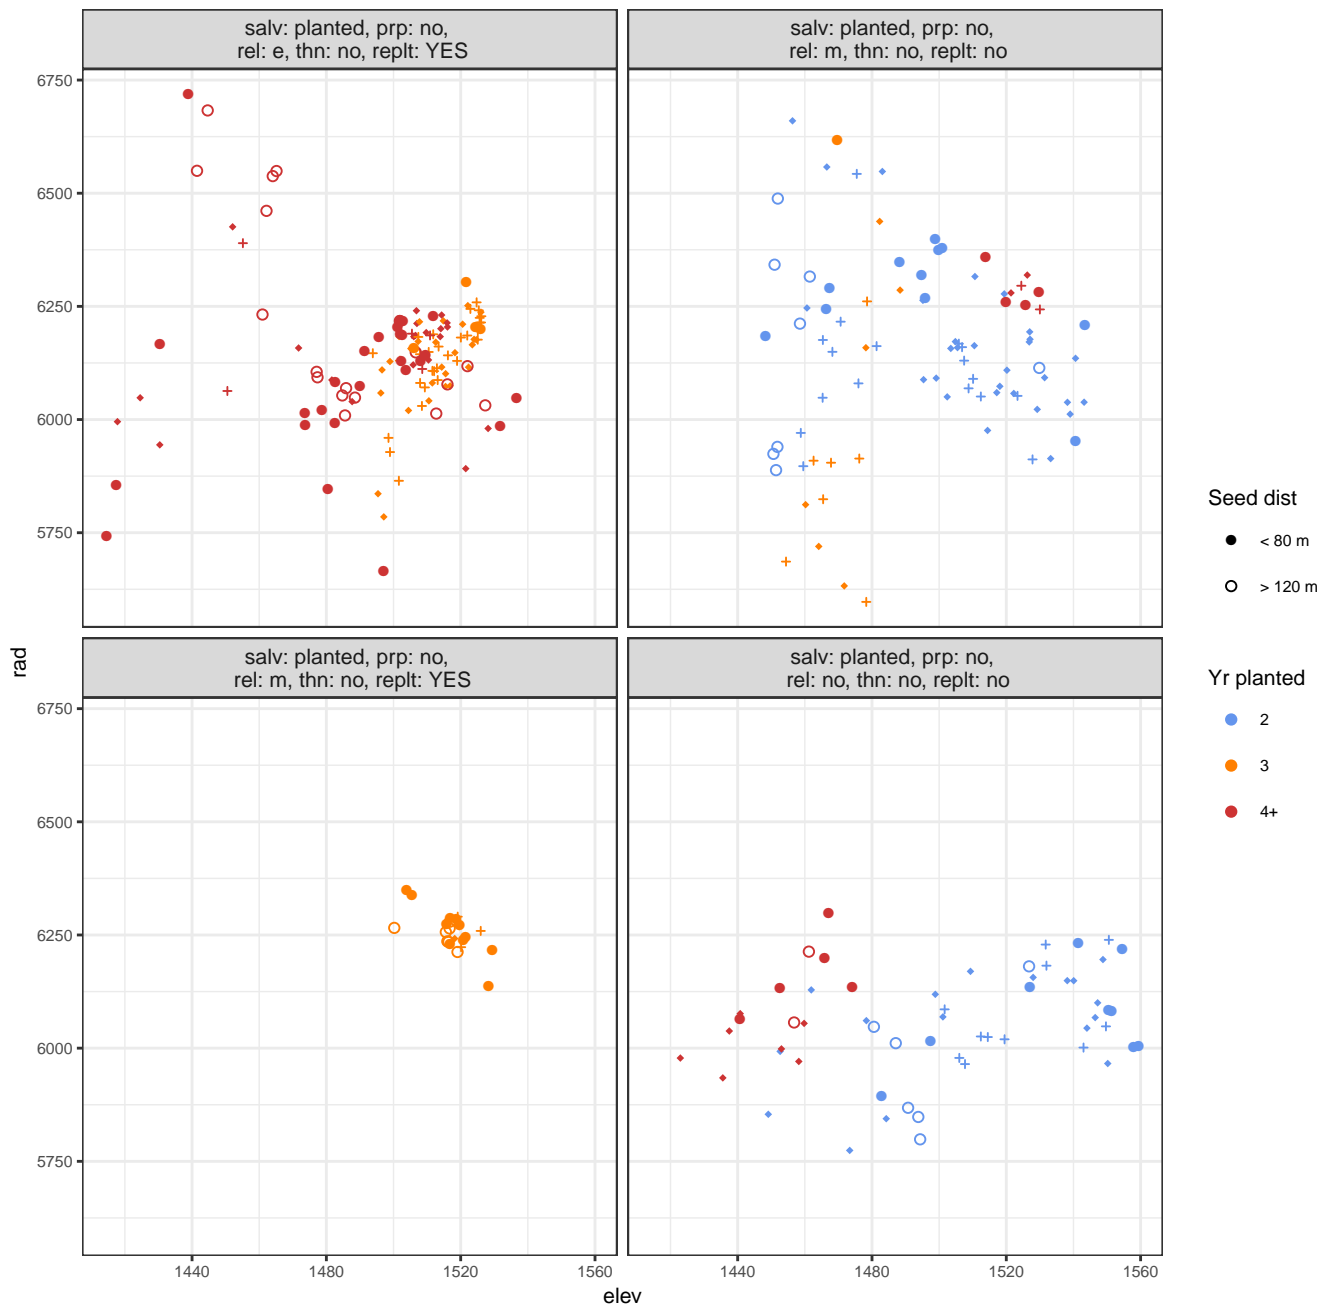 salv: planted, prp: no,
rel: e, thn: no, replt: YES
salv: planted, prp: no,
rel: m, thn: no, replt: no
6750
6500
6250
6000
5750
salv: planted, prp: no,
rel: m, thn: no, replt: YES
salv: planted, prp: no,
rel: no, thn: no, replt: no
6750
6500
6250
6000
5750
rad
1440 1480 1520 1560 1440 1480 1520 1560
elev
Seed dist
< 80 m
> 120 m
Yr planted
2
3
4+